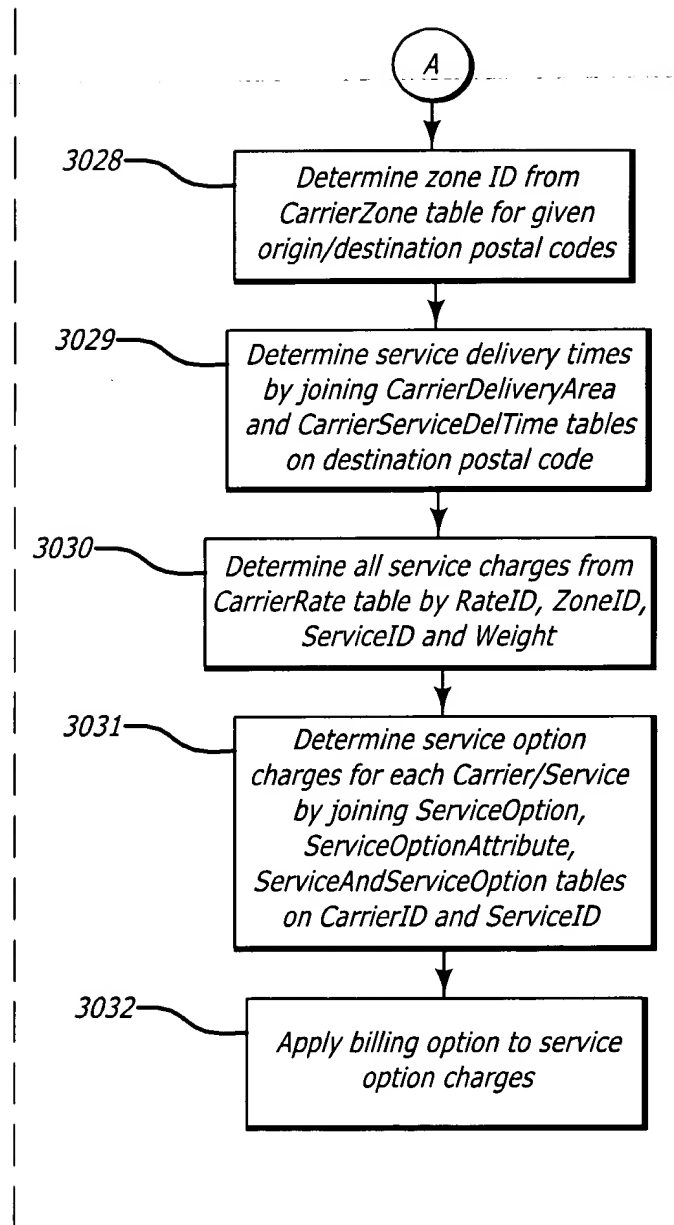 A
3028
Determine zone ID from
CarrierZone table for given
origin/destination postal codes
3029
Determine service delivery times
by joining CarrierDeliveryArea
and CarrierServiceDelTime tables
on destination postal code
3030
Determine all service charges from
CarrierRate table by RateID, ZoneID,
ServiceID and Weight
3031
Determine service option
charges for each Carrier/Service
by joining ServiceOption,
ServiceOptionAttribute,
ServiceAndServiceOption tables
on CarrierID and ServiceID
3032
Apply billing option to service
option charges